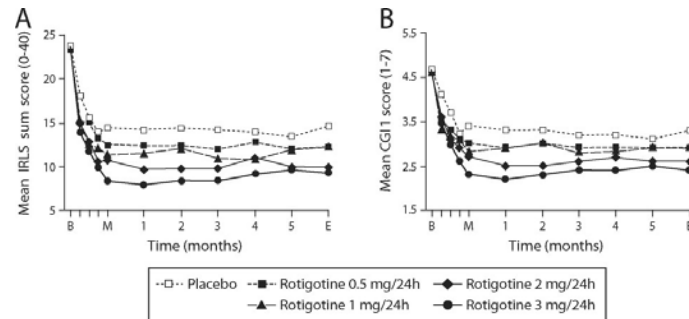 A
Mean IRLS sum score (0-40)
25
20
15
10
5
B M 1 2 3 4 5 E
Time (months)
B
Mean CGI1 score (1-7)
5.5
4.5
3.5
2.5
1.5
B M 1 2 3 4 5 E
Time (months)
Placebo
Rotigotine 0.5 mg/24h
Rotigotine 2 mg/24h
Rotigotine 1 mg/24h
Rotigotine 3 mg/24h